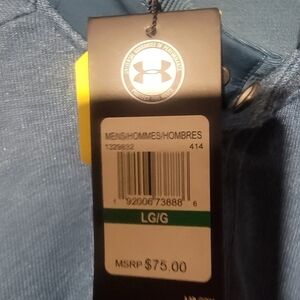 MENS/HOMMES/HOMBRES
1329832 414
1 92006 73888 6
LG/G
MSRP $75.00